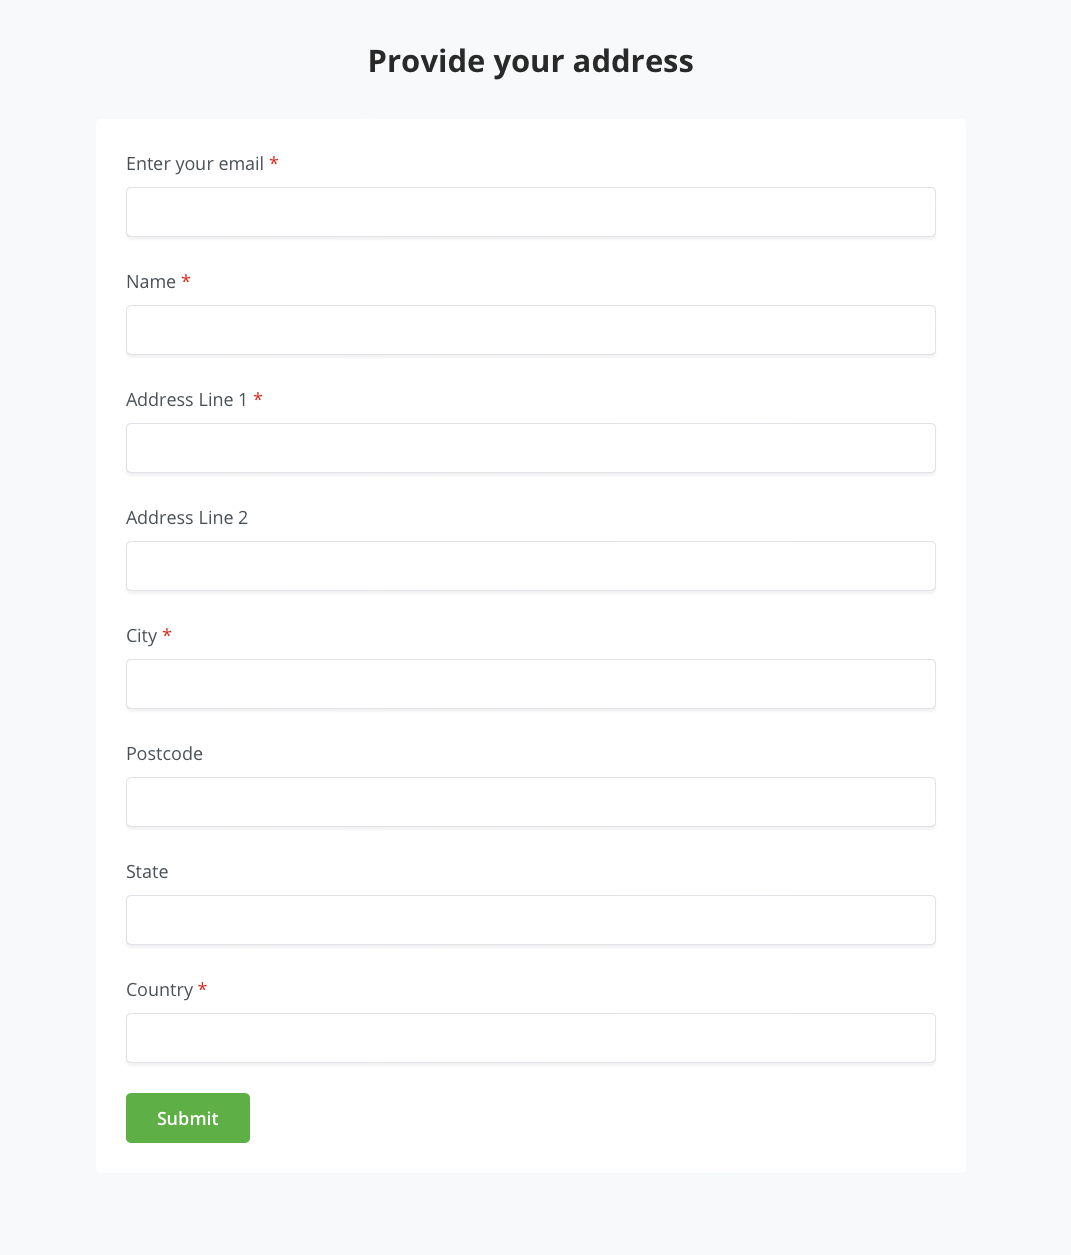 Provide your address
Enter your email *
Name *
Address Line 1 *
Address Line 2
City *
Postcode
State
Country *
Submit